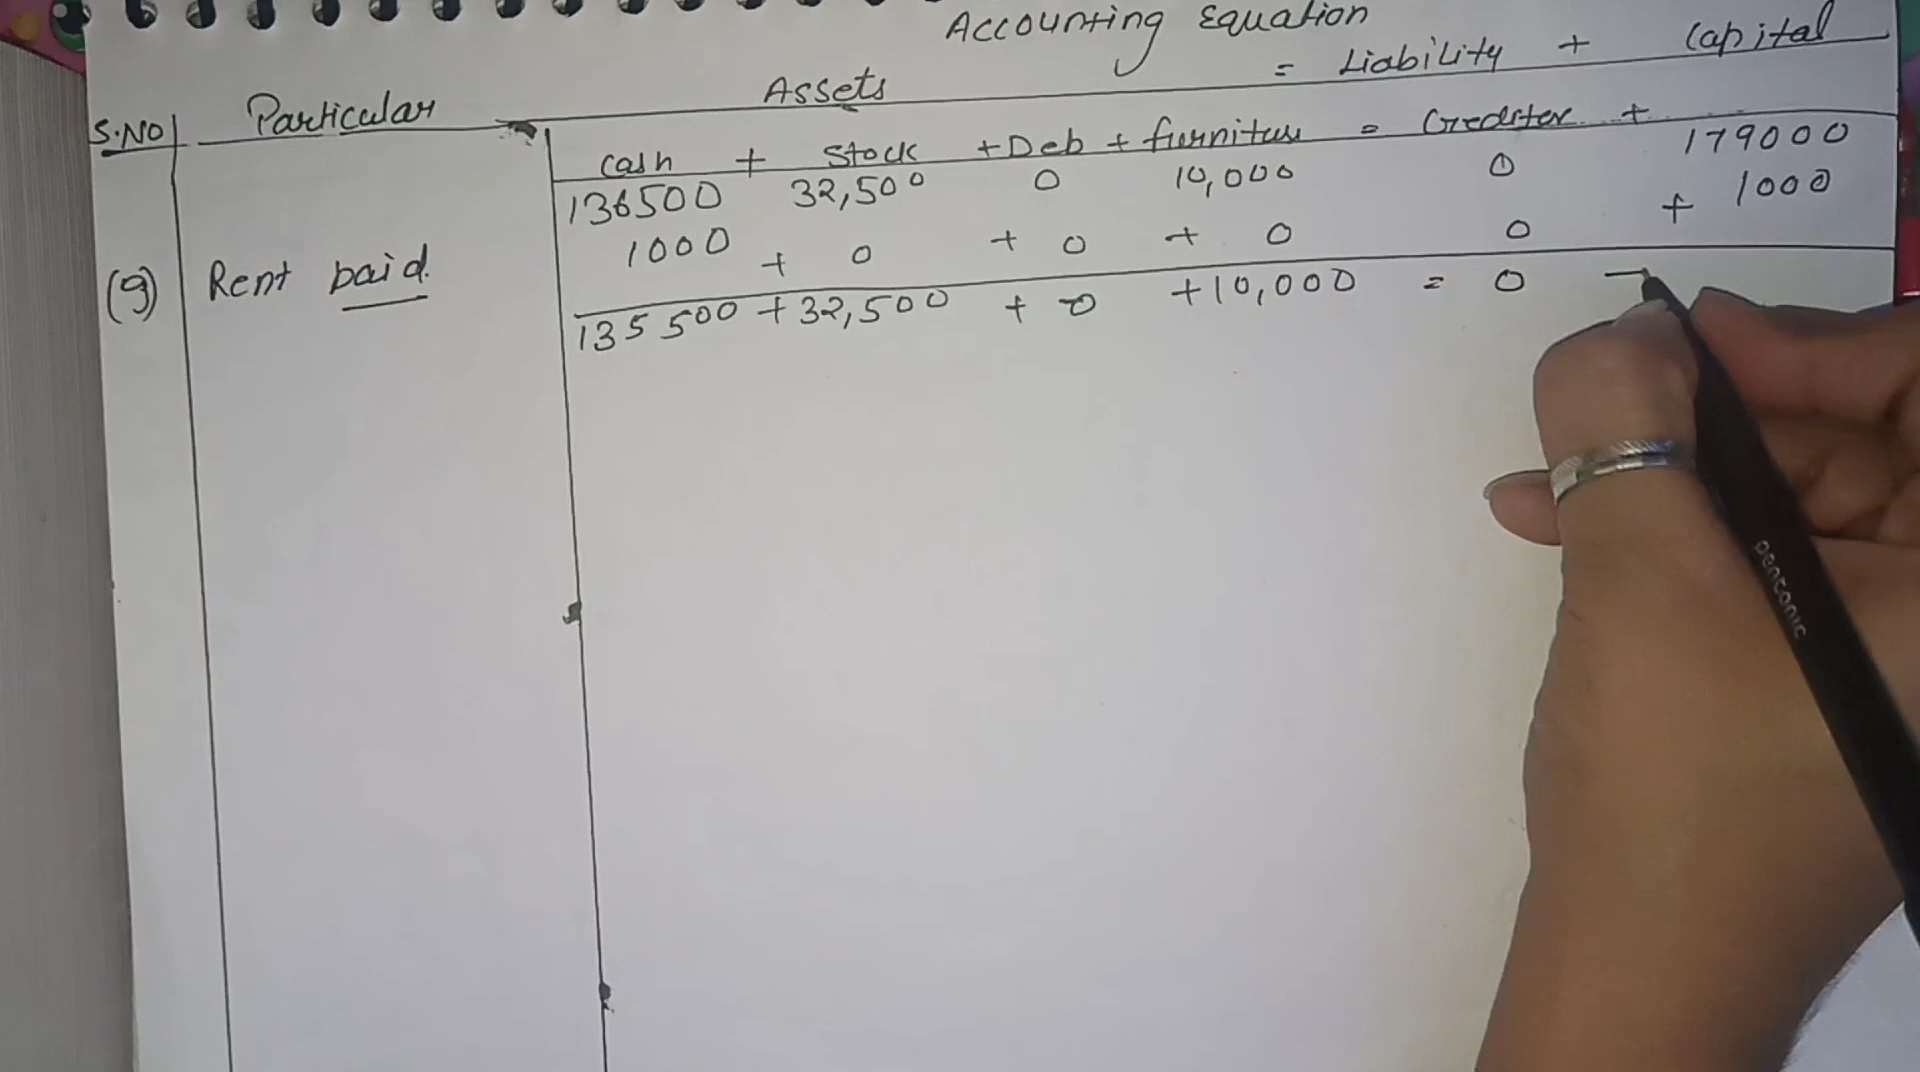 Accounting Equation
Assets = Liability + Capital
S.NO Particular
Cash + Stock + Deb + furniture = Creditor +
136500 32,500 0 10,000 0 179000
(9) Rent paid. 1000 + 0 + 0 + 0 0 + 1000
135500 + 32,500 + 0 + 10,000 = 0
pentonic